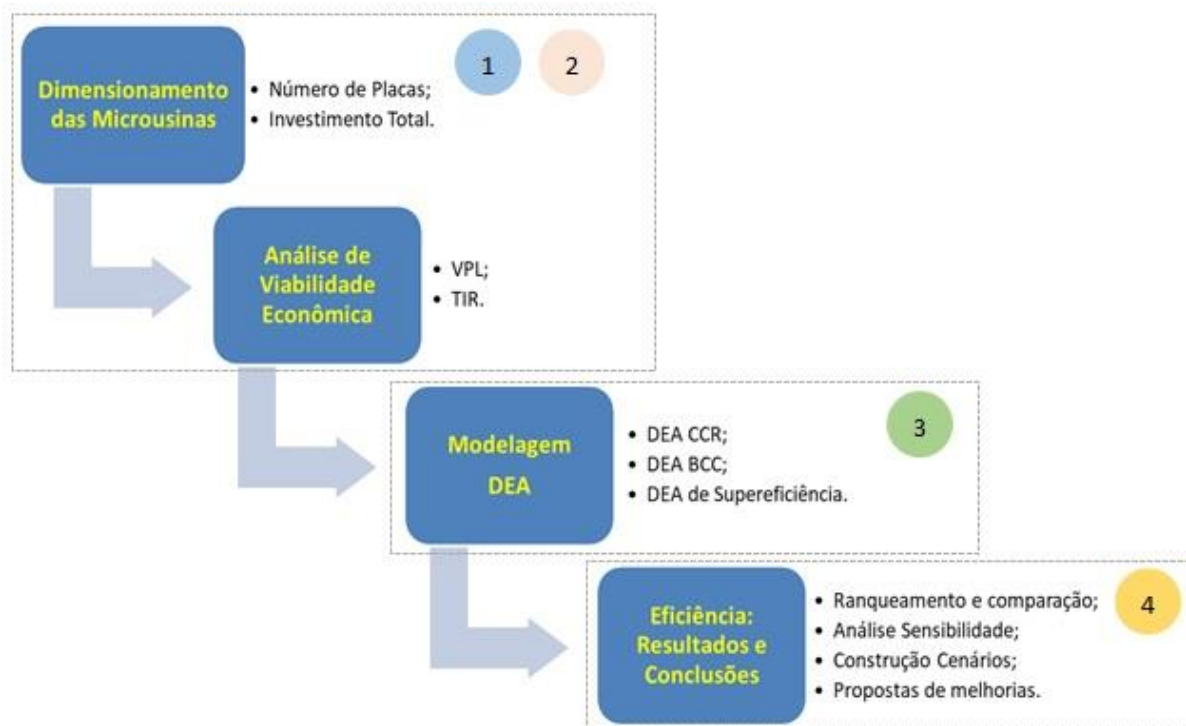 1
2
Dimensionamento
das Microusinas
• Número de Placas;
• Investimento Total.
Análise de
Viabilidade
Econômica
• VPL;
• TIR.
3
Modelagem
DEA
• DEA CCR;
• DEA BCC;
• DEA de Supereficiência.
4
Eficiência:
Resultados e
Conclusões
• Ranqueamento e comparação;
• Análise Sensibilidade;
• Construção Cenários;
• Propostas de melhorias.